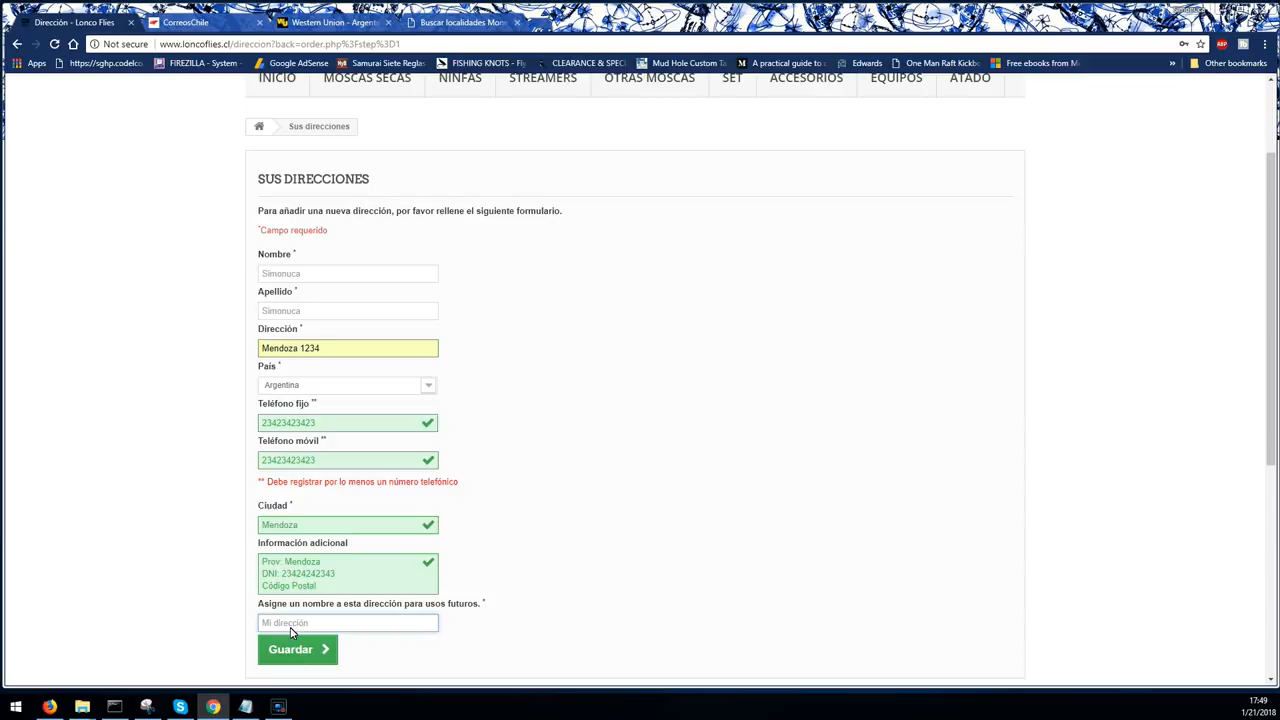 Dirección - Lonco Flies
CorreosChile
Western Union - Argent
Buscar localidades Mon
Not secure
www.loncoflies.cl/direccion?back=order.php%3Fstep%3D1
Apps https://sghp.codelco FIREZILLA - System - Google AdSense Samurai Siete Reglas FISHING KNOTS - Fly CLEARANCE & SPECI Mud Hole Custom Ta A practical guide to c Edwards One Man Raft Kickbo Free ebooks from M » Other bookmarks
INICIO MOSCAS SECAS NINFAS STREAMERS OTRAS MOSCAS SET ACCESORIOS EQUIPOS ATADO
Sus direcciones
SUS DIRECCIONES
Para añadir una nueva dirección, por favor rellene el siguiente formulario.
*Campo requerido
Nombre *
Simonuca
Apellido *
Simonuca
Dirección *
Mendoza 1234
País *
Argentina
Teléfono fijo **
23423423423
Teléfono móvil **
23423423423
** Debe registrar por lo menos un número telefónico
Ciudad *
Mendoza
Información adicional
Prov: Mendoza
DNI: 23424242343
Código Postal
Asigne un nombre a esta dirección para usos futuros. *
Mi dirección
Guardar
17:49
1/21/2018